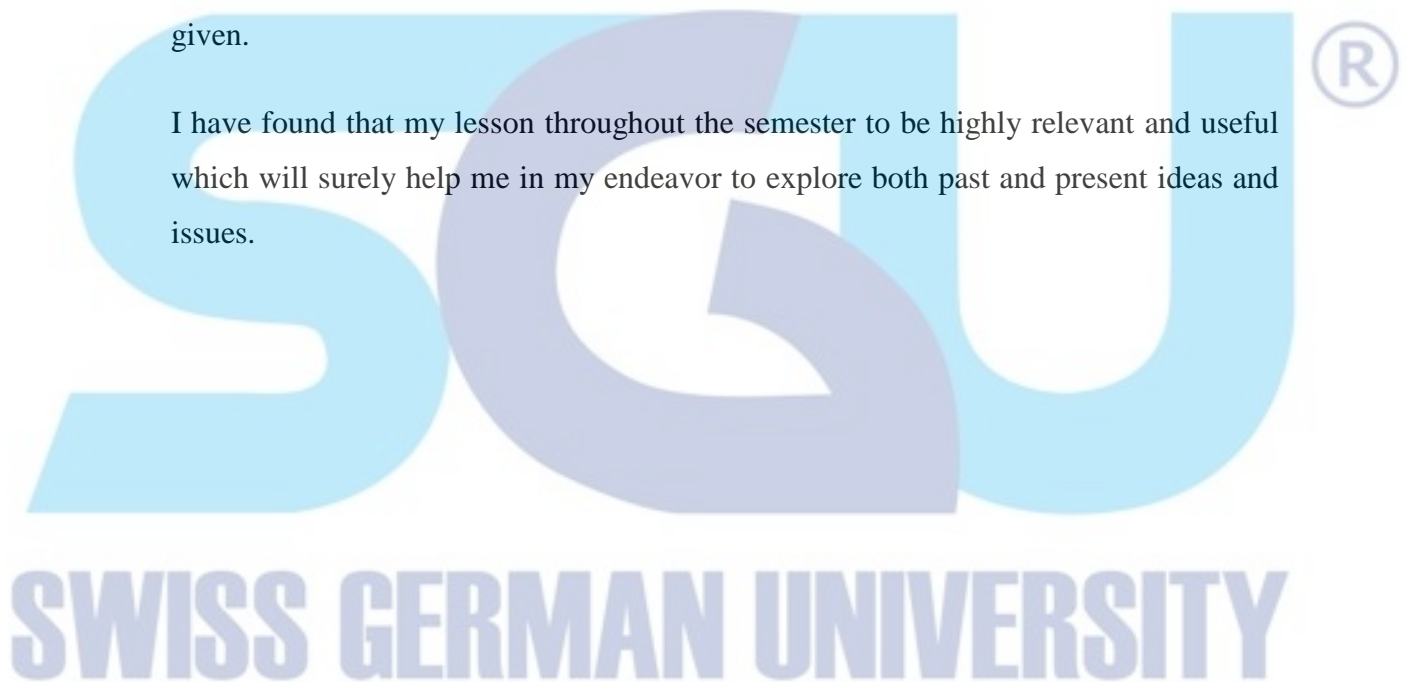 given.
I have found that my lesson throughout the semester to be highly relevant and useful
which will surely help me in my endeavor to explore both past and present ideas and
issues.
SGU ®
SWISS GERMAN UNIVERSITY